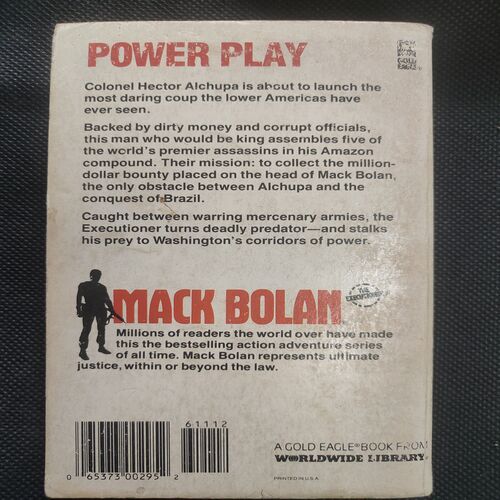 POWER PLAY
Colonel Hector Alchupa is about to launch the
most daring coup the lower Americas have
ever seen.
Backed by dirty money and corrupt officials,
this man who would be king assembles five of
the world's premier assassins in his Amazon
compound. Their mission: to collect the million-
dollar bounty placed on the head of Mack Bolan,
the only obstacle between Alchupa and the
conquest of Brazil.
Caught between warring mercenary armies, the
Executioner turns deadly predator—and stalks
his prey to Washington's corridors of power.
THE
EXECUTIONER
MACK BOLAN
Millions of readers the world over have made
this the bestselling action adventure series
of all time. Mack Bolan represents ultimate
justice, within or beyond the law.
61112
0 65373 00295 2
A GOLD EAGLE® BOOK FROM
WORLDWIDE LIBRARY
PRINTED IN U.S.A.